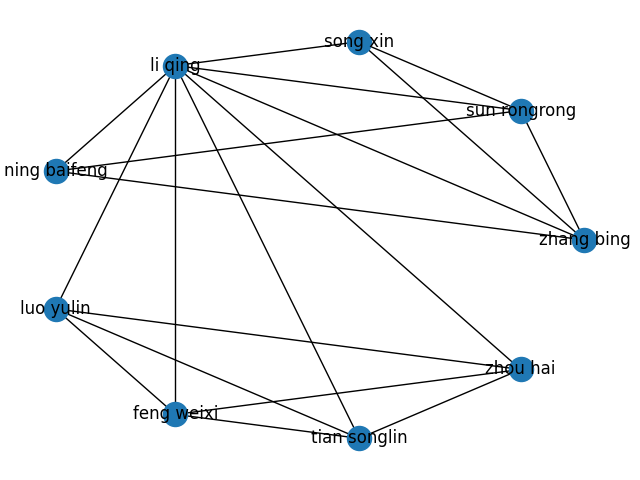 song xin
li qing
sun rongrong
ning baifeng
zhang bing
luo yulin
zhou hai
feng weixi
tian songlin